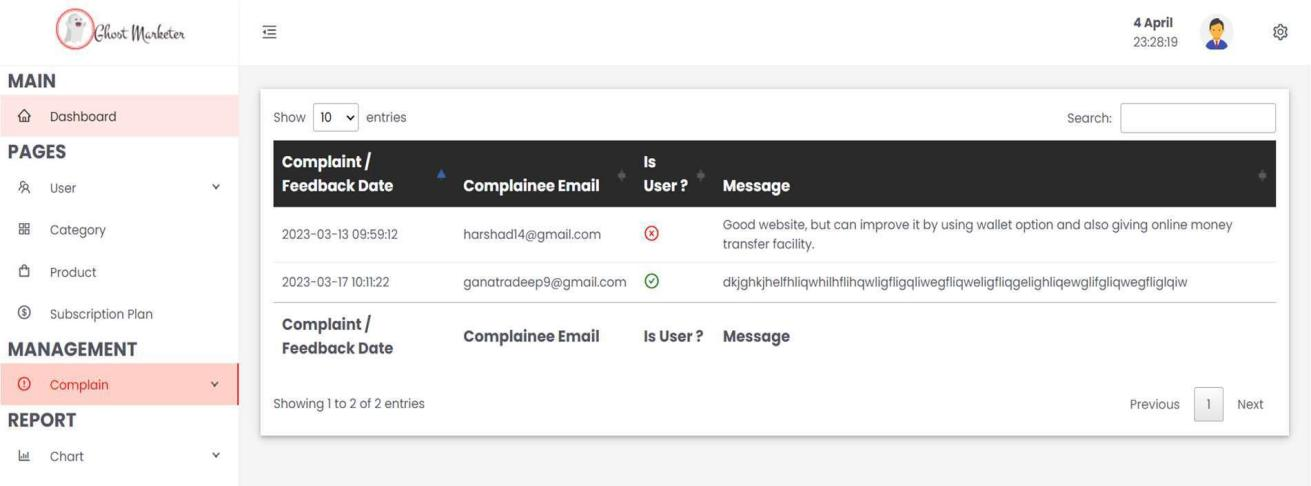 Ghost Marketer
4 April
23:28:19
MAIN
Dashboard
PAGES
User
Category
Product
Subscription Plan
MANAGEMENT
Complain
REPORT
Chart
Show 10 entries
Search:
Complaint /
Feedback Date
Complainee Email
Is
User ?
Message
2023-03-13 09:59:12
harshad14@gmail.com
Good website, but can improve it by using wallet option and also giving online money
transfer facility.
2023-03-17 10:11:22
ganatradeep9@gmail.com
dkjghkjhelfhliqwhilhflihqwligfligqliwegfliqweligfliqgelighliqewglifgliqwegfliglqiw
Complaint /
Feedback Date
Complainee Email
Is User ?
Message
Showing 1 to 2 of 2 entries
Previous 1 Next